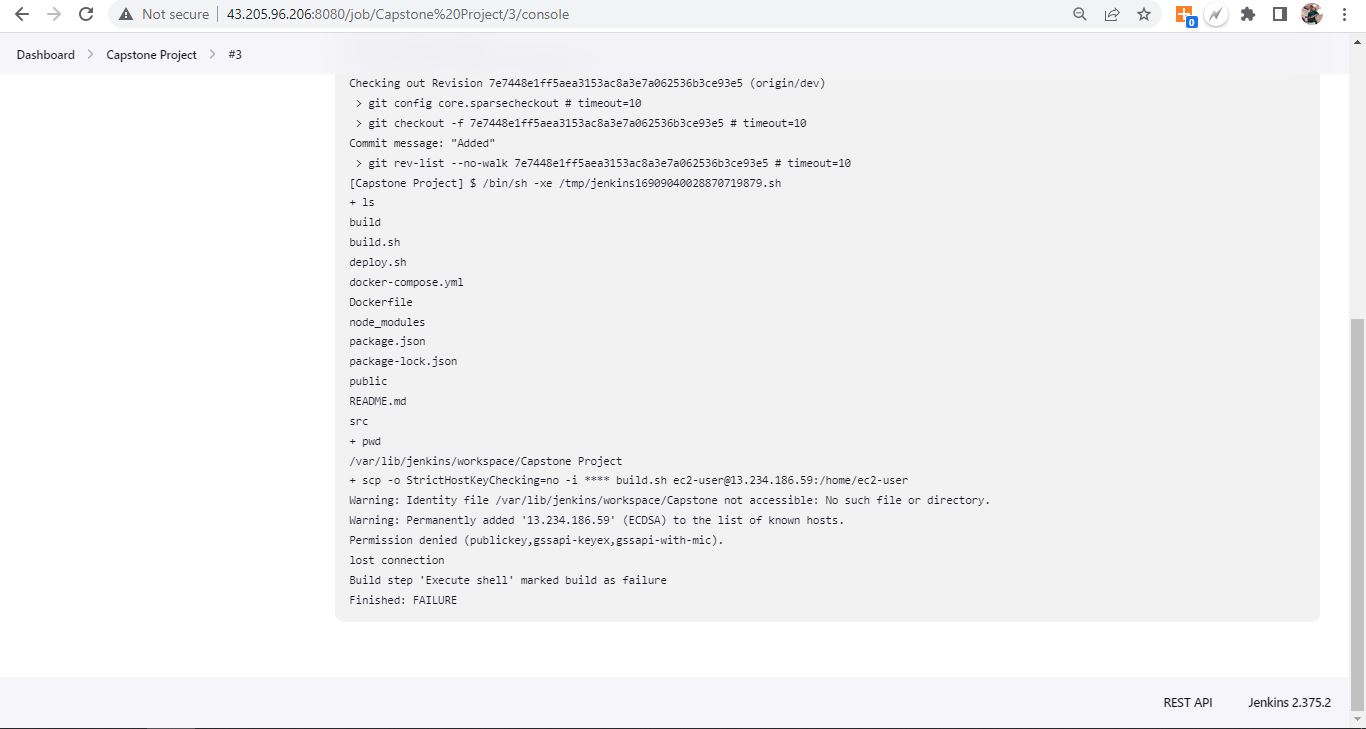 Not secure
43.205.96.206:8080/job/Capstone%20Project/3/console
0
Dashboard > Capstone Project > #3
Checking out Revision 7e7448e1ff5aea3153ac8a3e7a062536b3ce93e5 (origin/dev)
> git config core.sparsecheckout # timeout=10
> git checkout -f 7e7448e1ff5aea3153ac8a3e7a062536b3ce93e5 # timeout=10
Commit message: "Added"
> git rev-list --no-walk 7e7448e1ff5aea3153ac8a3e7a062536b3ce93e5 # timeout=10
[Capstone Project] $ /bin/sh -xe /tmp/jenkins16909040028870719879.sh
+ ls
build
build.sh
deploy.sh
docker-compose.yml
Dockerfile
node_modules
package.json
package-lock.json
public
README.md
src
+ pwd
/var/lib/jenkins/workspace/Capstone Project
+ scp -o StrictHostKeyChecking=no -i **** build.sh ec2-user@13.234.186.59:/home/ec2-user
Warning: Identity file /var/lib/jenkins/workspace/Capstone not accessible: No such file or directory.
Warning: Permanently added '13.234.186.59' (ECDSA) to the list of known hosts.
Permission denied (publickey,gssapi-keyex,gssapi-with-mic).
lost connection
Build step 'Execute shell' marked build as failure
Finished: FAILURE
REST API
Jenkins 2.375.2